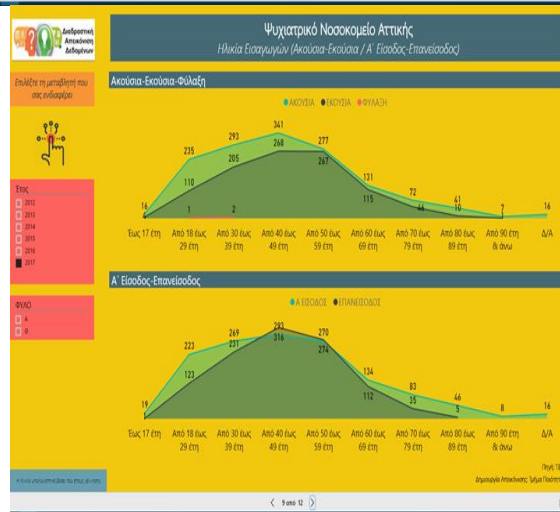 Διαδραστική
Απεικόνιση
Δεδομένων
Ψυχιατρικό Νοσοκομείο Αττικής
Ηλικία Εισαγωγών (Ακούσια-Εκούσια / Α΄ Είσοδος-Επανείσοδος)
Επιλέξτε τη μεταβλητή που
σας ενδιαφέρει
Έτος
2012
2013
2014
2015
2016
2017
ΦΥΛΟ
Α
Θ
Ακούσια-Εκούσια-Φύλαξη
ΑΚΟΥΣΙΑ ΕΚΟΥΣΙΑ ΦΥΛΑΞΗ
341
293
268
277
235
205
267
110
131
115
72
46
41
10
16
1
2
7
16
Έως 17 έτη Από 18 έως Από 30 έως Από 40 έως Από 50 έως Από 60 έως Από 70 έως Από 80 έως Από 90 έτη Δ/Α
29 έτη 39 έτη 49 έτη 59 έτη 69 έτη 79 έτη 89 έτη & άνω
Α΄ Είσοδος-Επανείσοδος
Α ΕΙΣΟΔΟΣ ΕΠΑΝΕΙΣΟΔΟΣ
293
269
316
270
223
231
274
123
134
112
83
35
46
5
19
8
16
Έως 17 έτη Από 18 έως Από 30 έως Από 40 έως Από 50 έως Από 60 έως Από 70 έως Από 80 έως Από 90 έτη Δ/Α
29 έτη 39 έτη 49 έτη 59 έτη 69 έτη 79 έτη 89 έτη & άνω
Δημιουργία Απεικόνισης: Τμήμα
9 από 12